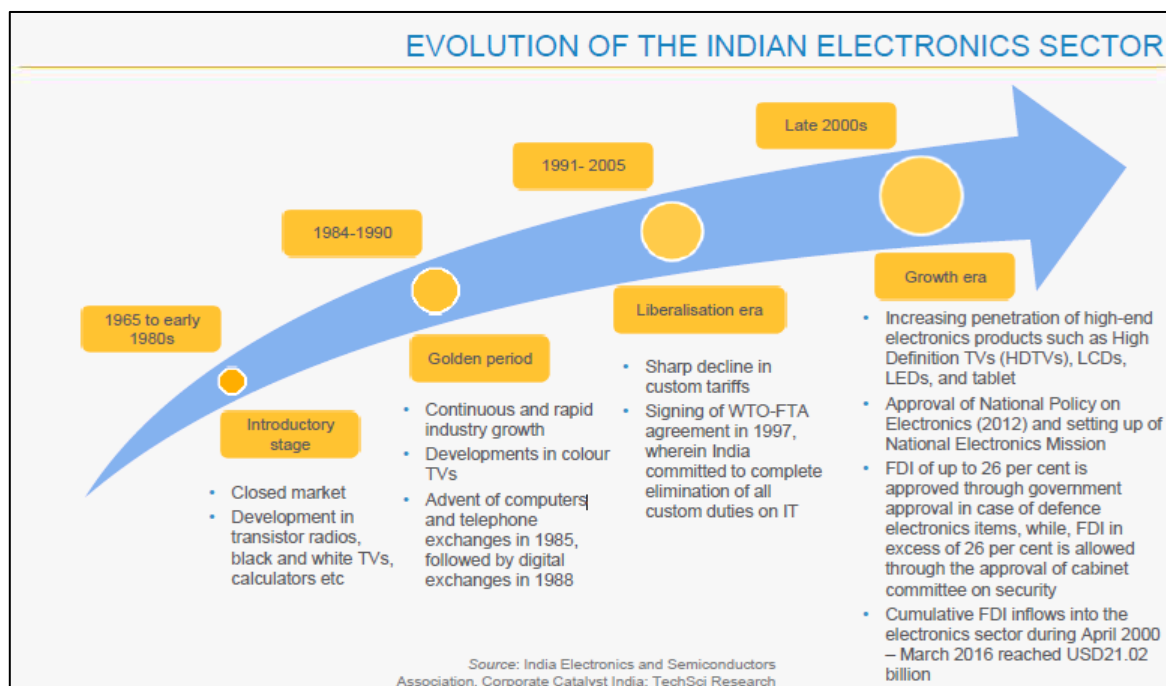 EVOLUTION OF THE INDIAN ELECTRONICS SECTOR
1965 to early
1980s
Introductory
stage
• Closed market
• Development in
transistor radios,
black and white TVs,
calculators etc
1984-1990
Golden period
• Continuous and rapid
industry growth
• Developments in colour
TVs
• Advent of computers
and telephone
exchanges in 1985,
followed by digital
exchanges in 1988
1991- 2005
Liberalisation era
• Sharp decline in
custom tariffs
• Signing of WTO-FTA
agreement in 1997,
wherein India
committed to complete
elimination of all
custom duties on IT
Late 2000s
Growth era
• Increasing penetration of high-end
electronics products such as High
Definition TVs (HDTVs), LCDs,
LEDs, and tablet
• Approval of National Policy on
Electronics (2012) and setting up of
National Electronics Mission
• FDI of up to 26 per cent is
approved through government
approval in case of defence
electronics items, while, FDI in
excess of 26 per cent is allowed
through the approval of cabinet
committee on security
• Cumulative FDI inflows into the
electronics sector during April 2000
– March 2016 reached USD21.02
billion
Source: India Electronics and Semiconductors
Association, Corporate Catalyst India; TechSci Research